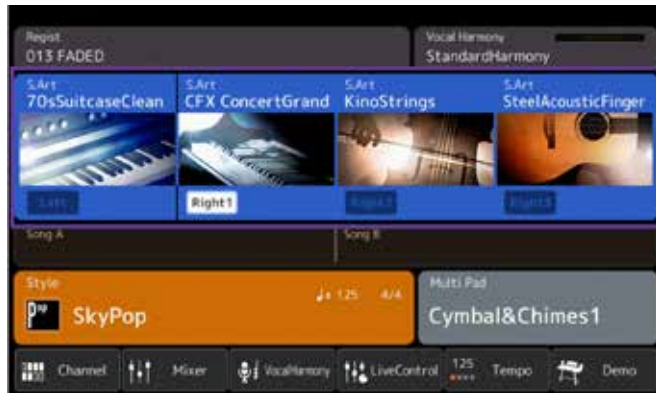 Regist
013 FADED
Vocal Harmony
StandardHarmony
S.Art
70sSuitcaseClean
S.Art
CFX ConcertGrand
S.Art
KinoStrings
S.Art
SteelAcousticFinger
Left
Right1
Right2
Right3
Song A
Song B
Style
Pop
SkyPop
♩= 125 4/4
Multi Pad
Cymbal&Chimes1
Channel
Mixer
VocalHarmony
LiveControl
125
Tempo
Demo